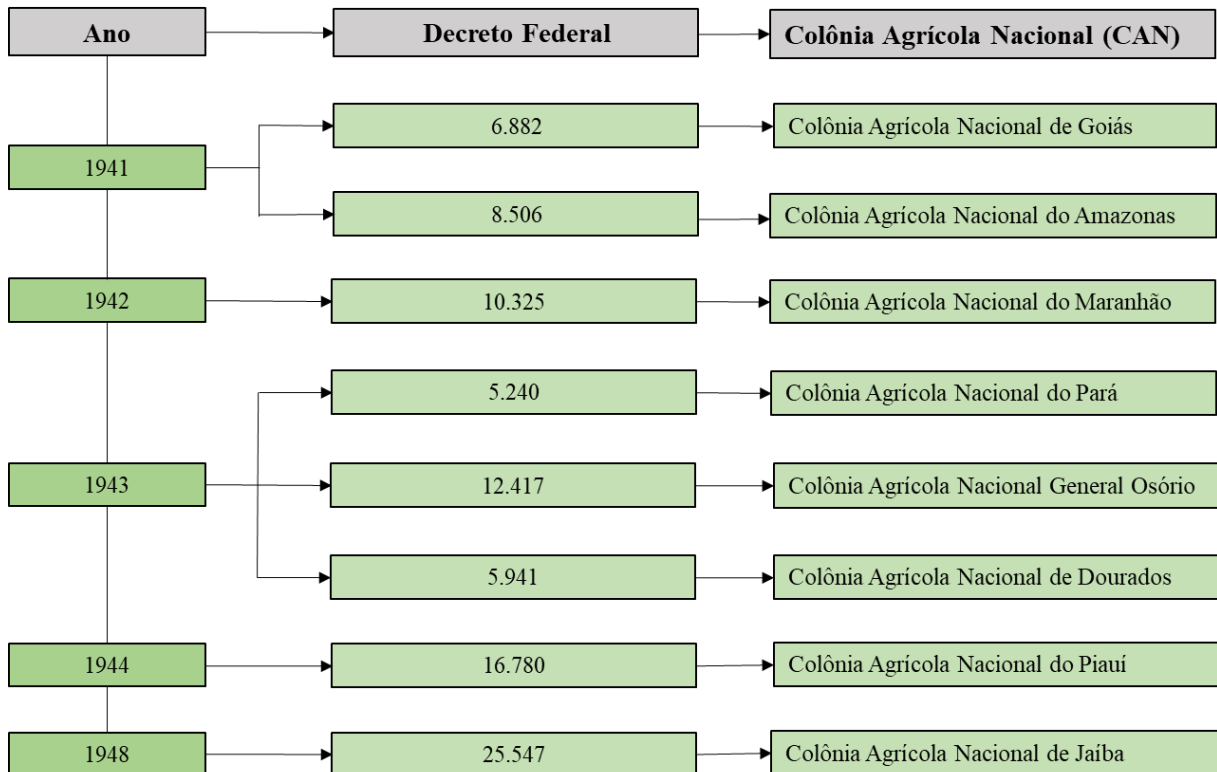 Ano
Decreto Federal
Colônia Agrícola Nacional (CAN)
1941
6.882
Colônia Agrícola Nacional de Goiás
8.506
Colônia Agrícola Nacional do Amazonas
1942
10.325
Colônia Agrícola Nacional do Maranhão
1943
5.240
Colônia Agrícola Nacional do Pará
12.417
Colônia Agrícola Nacional General Osório
5.941
Colônia Agrícola Nacional de Dourados
1944
16.780
Colônia Agrícola Nacional do Piauí
1948
25.547
Colônia Agrícola Nacional de Jaíba